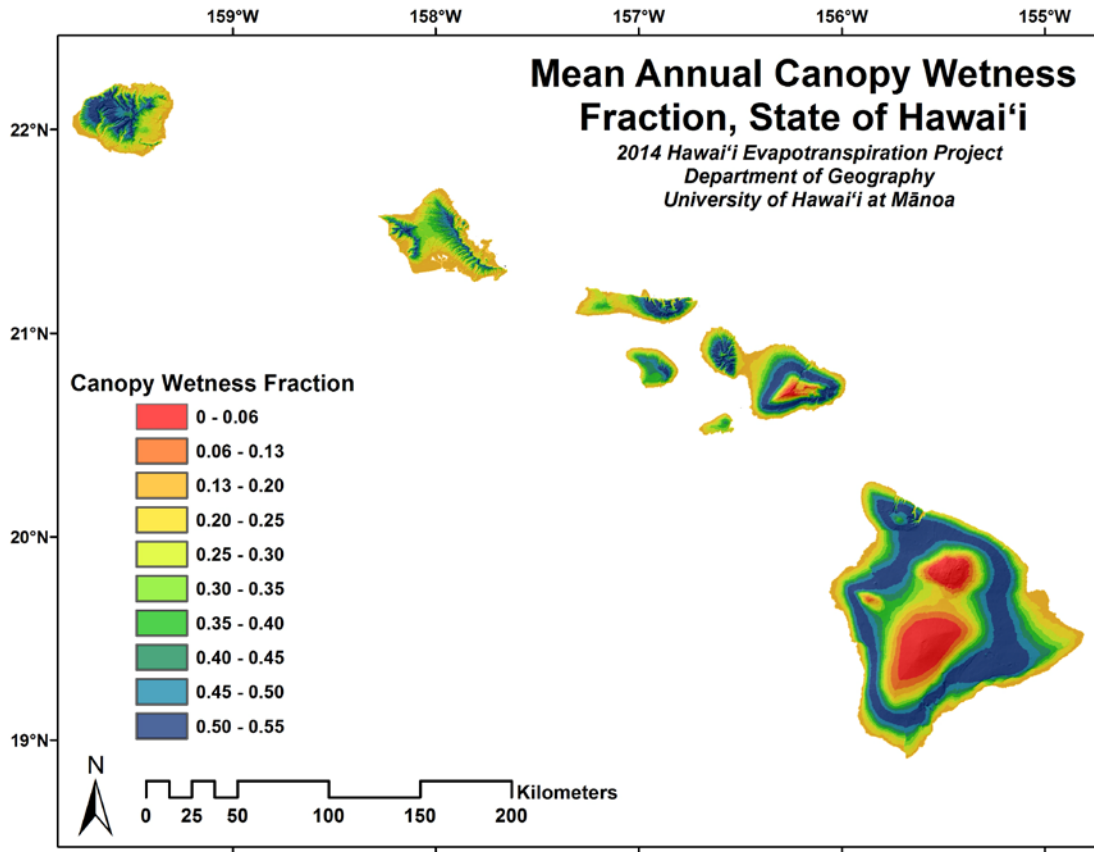 159°W 158°W 157°W 156°W 155°W
Mean Annual Canopy Wetness
Fraction, State of Hawaiʻi
2014 Hawaiʻi Evapotranspiration Project
Department of Geography
University of Hawaiʻi at Mānoa
22°N
21°N
Canopy Wetness Fraction
0 - 0.06
0.06 - 0.13
0.13 - 0.20
0.20 - 0.25
20°N
0.25 - 0.30
0.30 - 0.35
0.35 - 0.40
0.40 - 0.45
0.45 - 0.50
0.50 - 0.55
19°N
N
Kilometers
0 25 50 100 150 200